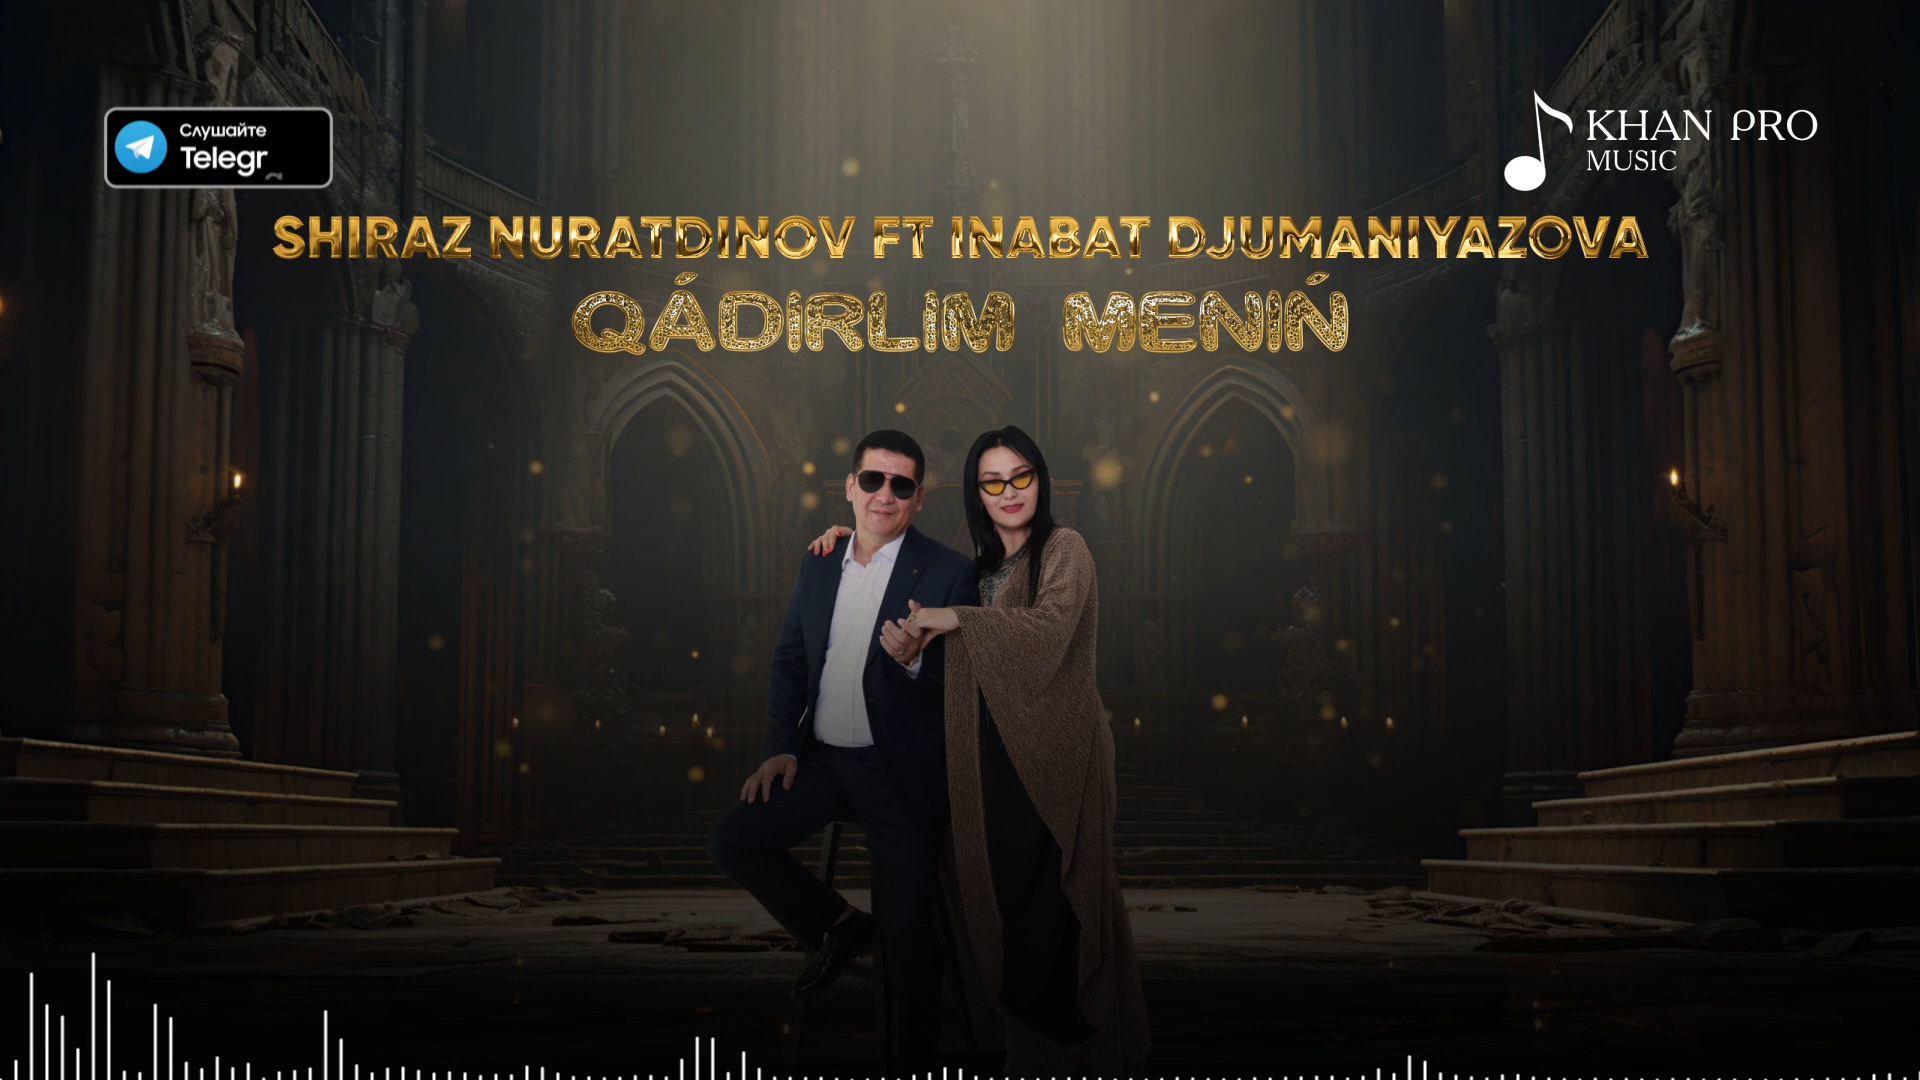 Слушайте
Telegr
KHAN PRO
MUSIC
SHIRAZ NURATDINOV FT INABAT DJUMANIYAZOVA
QÁDIRLIM MENIŃ